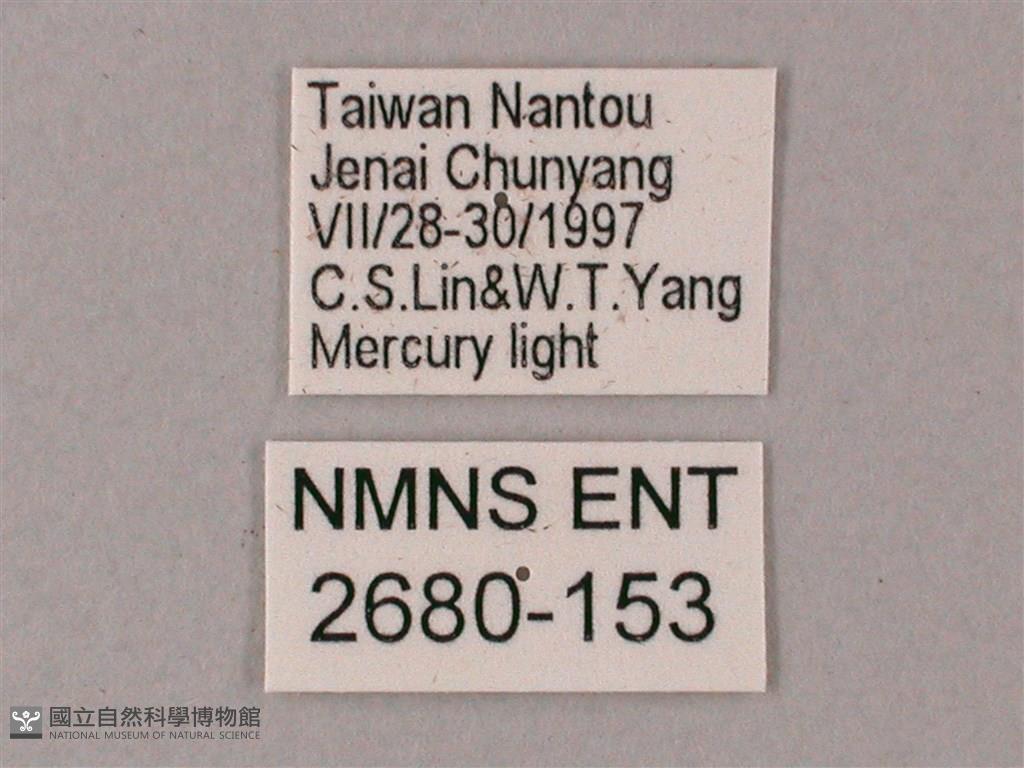 Taiwan Nantou
Jenai Chunyang
VII/28-30/1997
C.S.Lin&W.T.Yang
Mercury light
NMNS ENT
2680-153
國立自然科學博物館
NATIONAL MUSEUM OF NATURAL SCIENCE